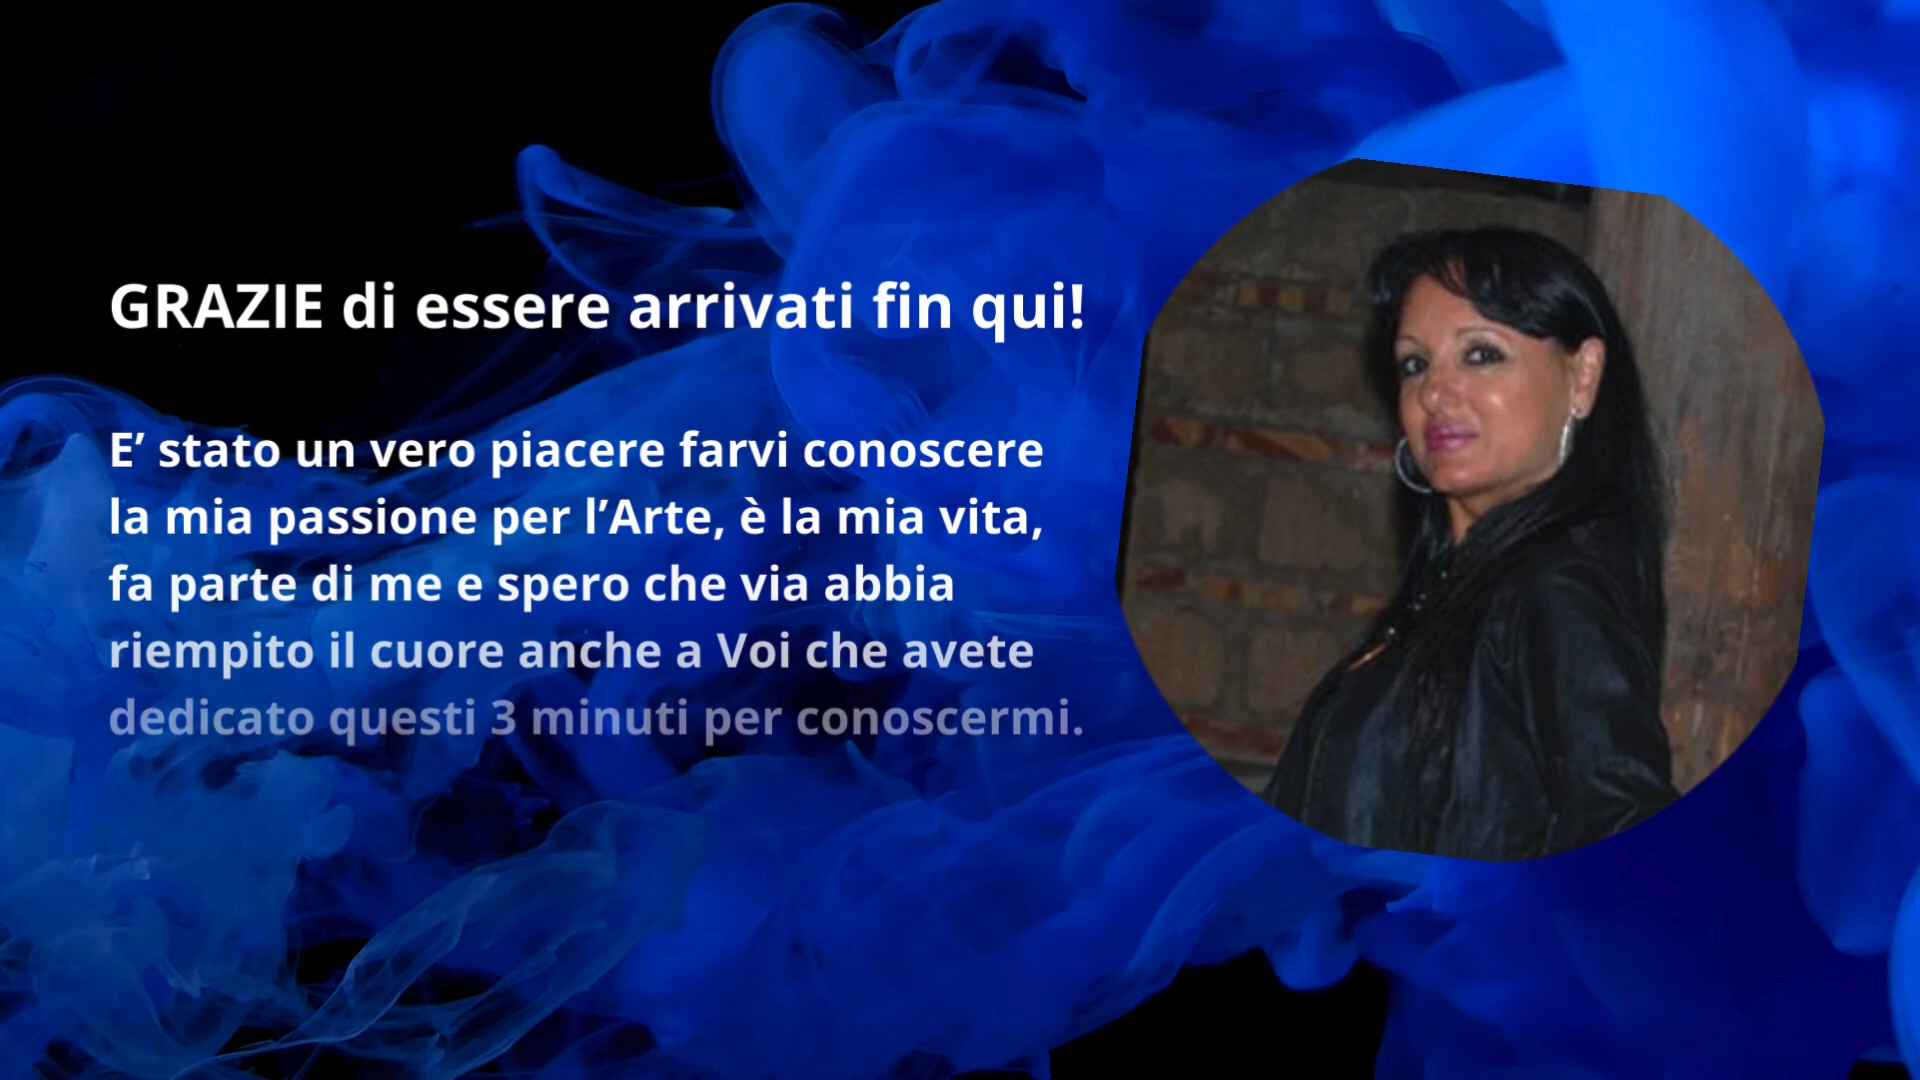 GRAZIE di essere arrivati fin qui!
E’ stato un vero piacere farvi conoscere
la mia passione per l’Arte, è la mia vita,
fa parte di me e spero che via abbia
riempito il cuore anche a Voi che avete
dedicato questi 3 minuti per conoscermi.